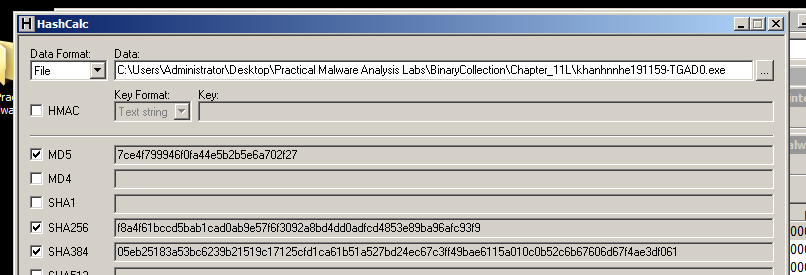 HashCalc
Data Format: Data:
File C:\Users\Administrator\Desktop\Practical Malware Analysis Labs\BinaryCollection\Chapter_11L\khanhnnhe191159-TGAD0.exe ...
Key Format: Key:
HMAC Text string
MD5 7ce4f799946f0fa44e5b2b5e6a702f27
MD4
SHA1
SHA256 f8a4f61bccd5bab1cad0ab9e57f6f3092a8bd4dd0adfcd4853e89ba96afc93f9
SHA384 05eb25183a53bc6239b21519c17125cfd1ca61b51a527bd24ec67c3ff49bae6115a010c0b52c6b67606d67f4ae3df061
SHA512